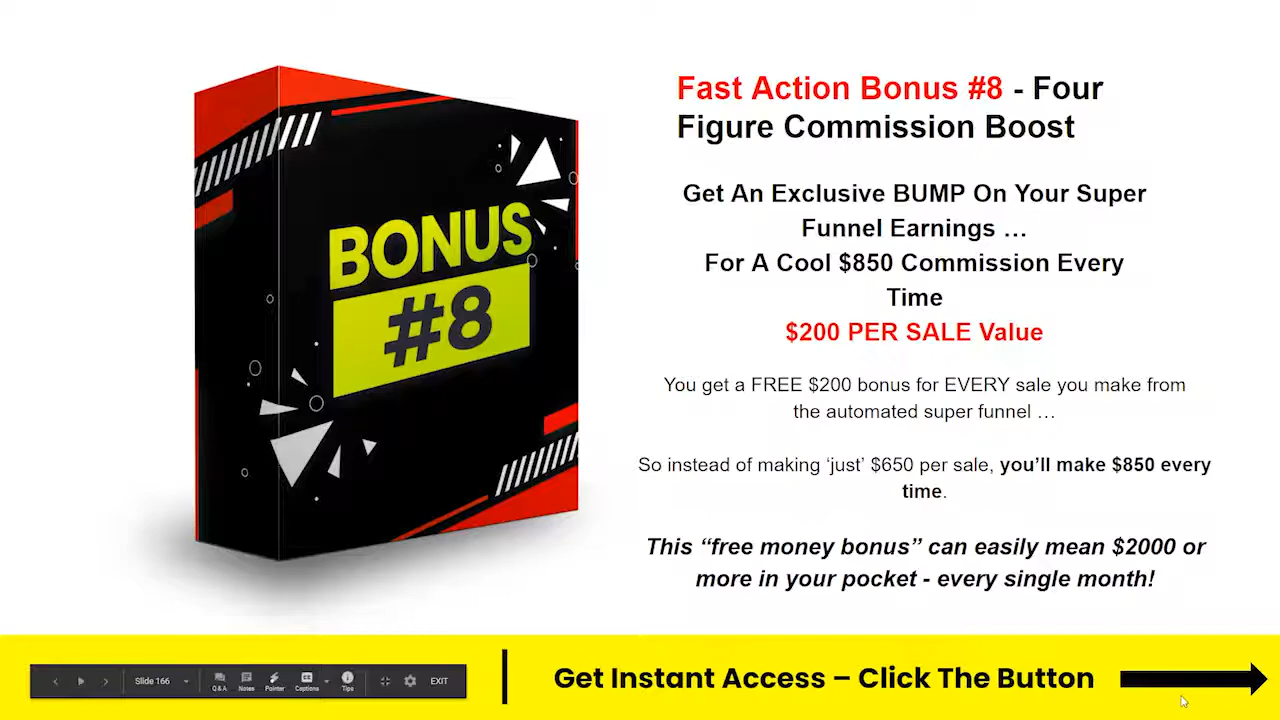 BONUS
#8
Fast Action Bonus #8 - Four
Figure Commission Boost
Get An Exclusive BUMP On Your Super
Funnel Earnings …
For A Cool $850 Commission Every
Time
$200 PER SALE Value
You get a FREE $200 bonus for EVERY sale you make from
the automated super funnel …
So instead of making ‘just’ $650 per sale, you’ll make $850 every
time.
This “free money bonus” can easily mean $2000 or
more in your pocket - every single month!
Slide 166
Q&A
Notes
Pointer
Captions
Tips
EXIT
Get Instant Access – Click The Button